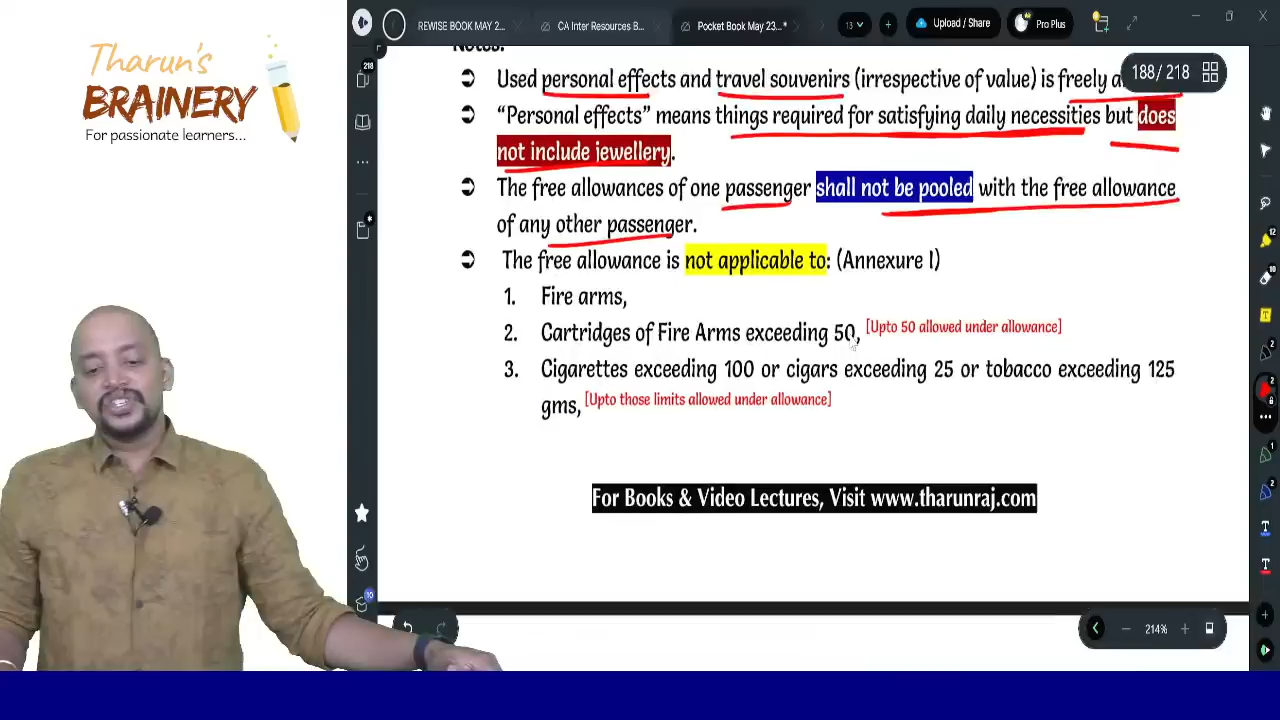 Tharun's
BRAINERY
For passionate learners...
REWISE BOOK MAY 2...
CA Inter Resources B...
Pocket Book May 23...*
13
Upload / Share
Pro Plus
218
188 / 218
Notes:
Used personal effects and travel souvenirs (irrespective of value) is freely
"Personal effects" means things required for satisfying daily necessities but does
not include jewellery.
The free allowances of one passenger shall not be pooled with the free allowance
of any other passenger.
The free allowance is not applicable to: (Annexure I)
1. Fire arms,
2. Cartridges of Fire Arms exceeding 50, [Upto 50 allowed under allowance]
3. Cigarettes exceeding 100 or cigars exceeding 25 or tobacco exceeding 125
gms, [Upto those limits allowed under allowance]
For Books & Video Lectures, Visit www.tharunraj.com
214%